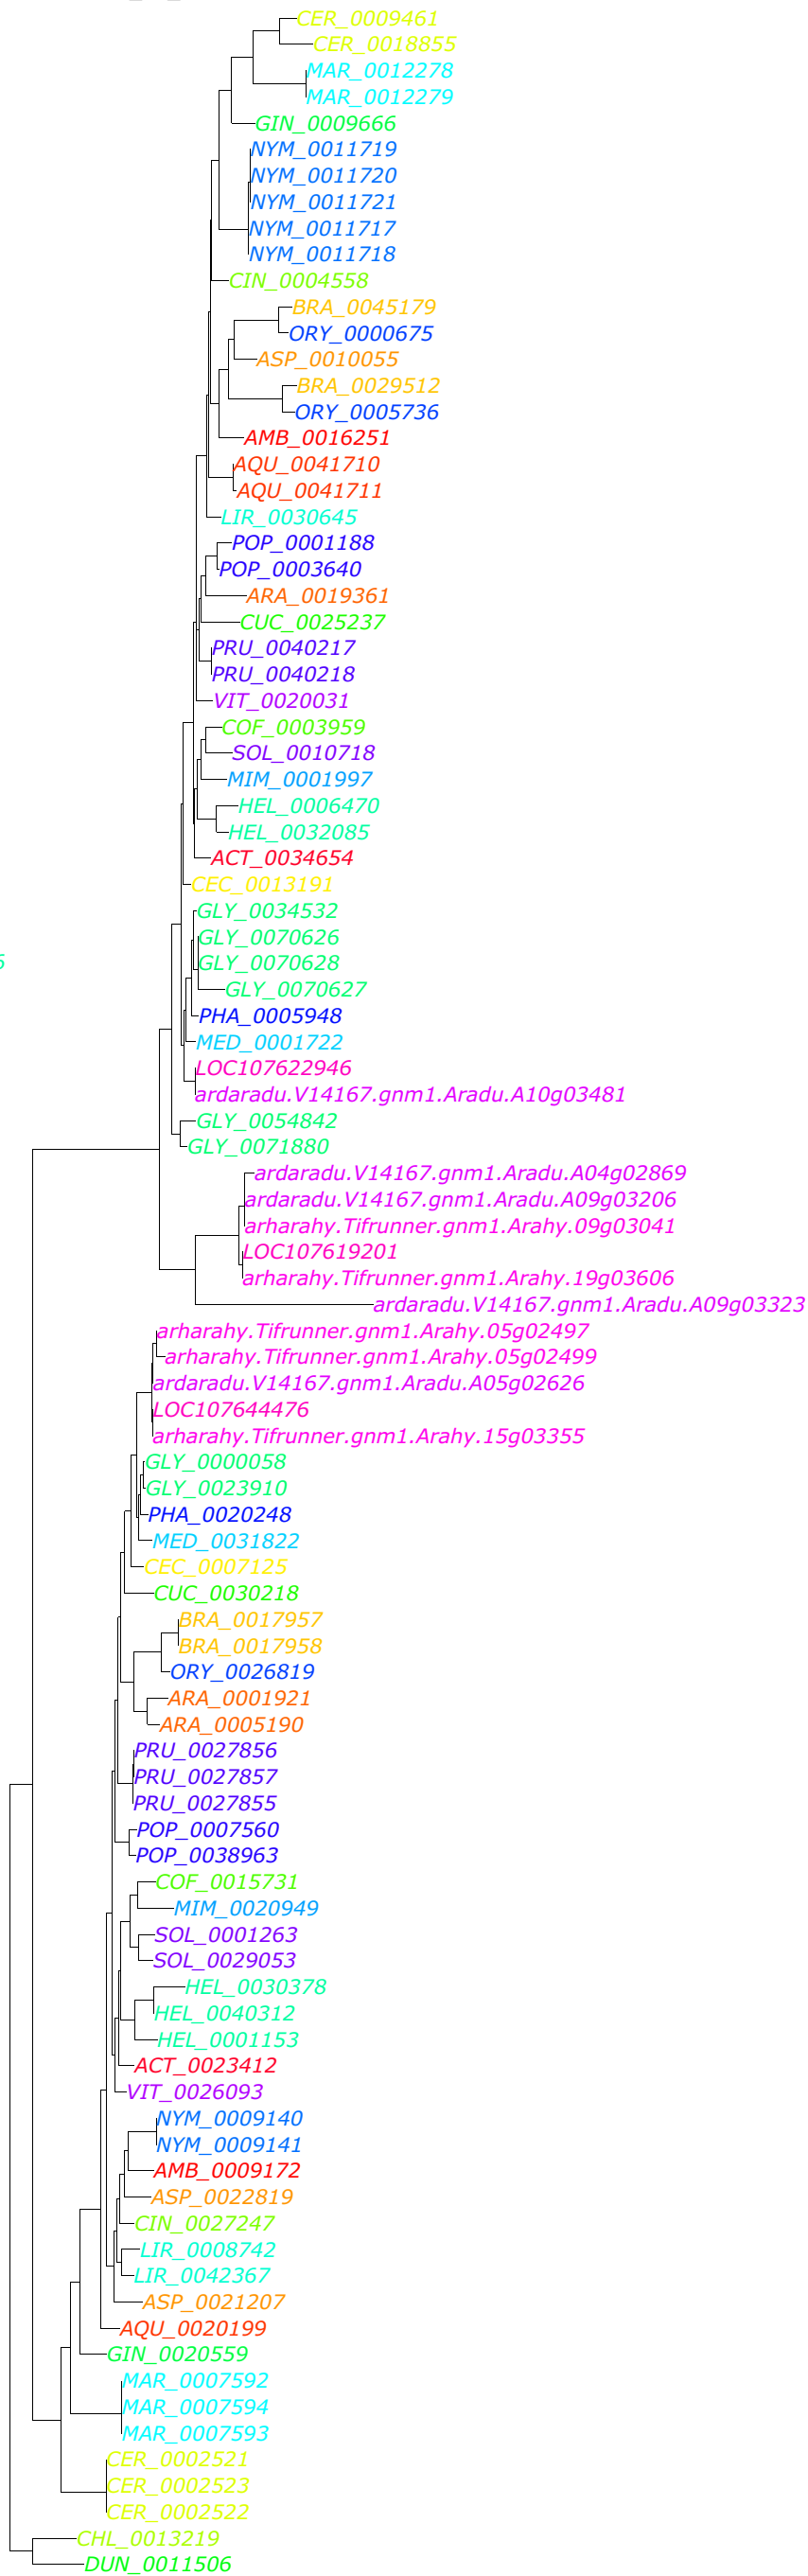 CER_0009461
CER_0018855
MAR_0012278
MAR_0012279
GIN_0009666
NYM_0011719
NYM_0011720
NYM_0011721
NYM_0011717
NYM_0011718
CIN_0004558
BRA_0045179
ORY_0000675
ASP_0010055
BRA_0029512
ORY_0005736
AMB_0016251
AQU_0041710
AQU_0041711
LIR_0030645
POP_0001188
POP_0003640
ARA_0019361
CUC_0025237
PRU_0040217
PRU_0040218
VIT_0020031
COF_0003959
SOL_0010718
MIM_0001997
HEL_0006470
HEL_0032085
ACT_0034654
CEC_0013191
GLY_0034532
GLY_0070626
GLY_0070628
GLY_0070627
PHA_0005948
MED_0001722
LOC107622946
ardaradu.V14167.gnm1.Aradu.A10g03481
GLY_0054842
GLY_0071880
ardaradu.V14167.gnm1.Aradu.A04g02869
ardaradu.V14167.gnm1.Aradu.A09g03206
arharahy.Tifrunner.gnm1.Arahy.09g03041
LOC107619201
arharahy.Tifrunner.gnm1.Arahy.19g03606
ardaradu.V14167.gnm1.Aradu.A09g03323
arharahy.Tifrunner.gnm1.Arahy.05g02497
arharahy.Tifrunner.gnm1.Arahy.05g02499
ardaradu.V14167.gnm1.Aradu.A05g02626
LOC107644476
arharahy.Tifrunner.gnm1.Arahy.15g03355
GLY_0000058
GLY_0023910
PHA_0020248
MED_0031822
CEC_0007125
CUC_0030218
BRA_0017957
BRA_0017958
ORY_0026819
ARA_0001921
ARA_0005190
PRU_0027856
PRU_0027857
PRU_0027855
POP_0007560
POP_0038963
COF_0015731
MIM_0020949
SOL_0001263
SOL_0029053
HEL_0030378
HEL_0040312
HEL_0001153
ACT_0023412
VIT_0026093
NYM_0009140
NYM_0009141
AMB_0009172
ASP_0022819
CIN_0027247
LIR_0008742
LIR_0042367
ASP_0021207
AQU_0020199
GIN_0020559
MAR_0007592
MAR_0007594
MAR_0007593
CER_0002521
CER_0002523
CER_0002522
CHL_0013219
DUN_0011506